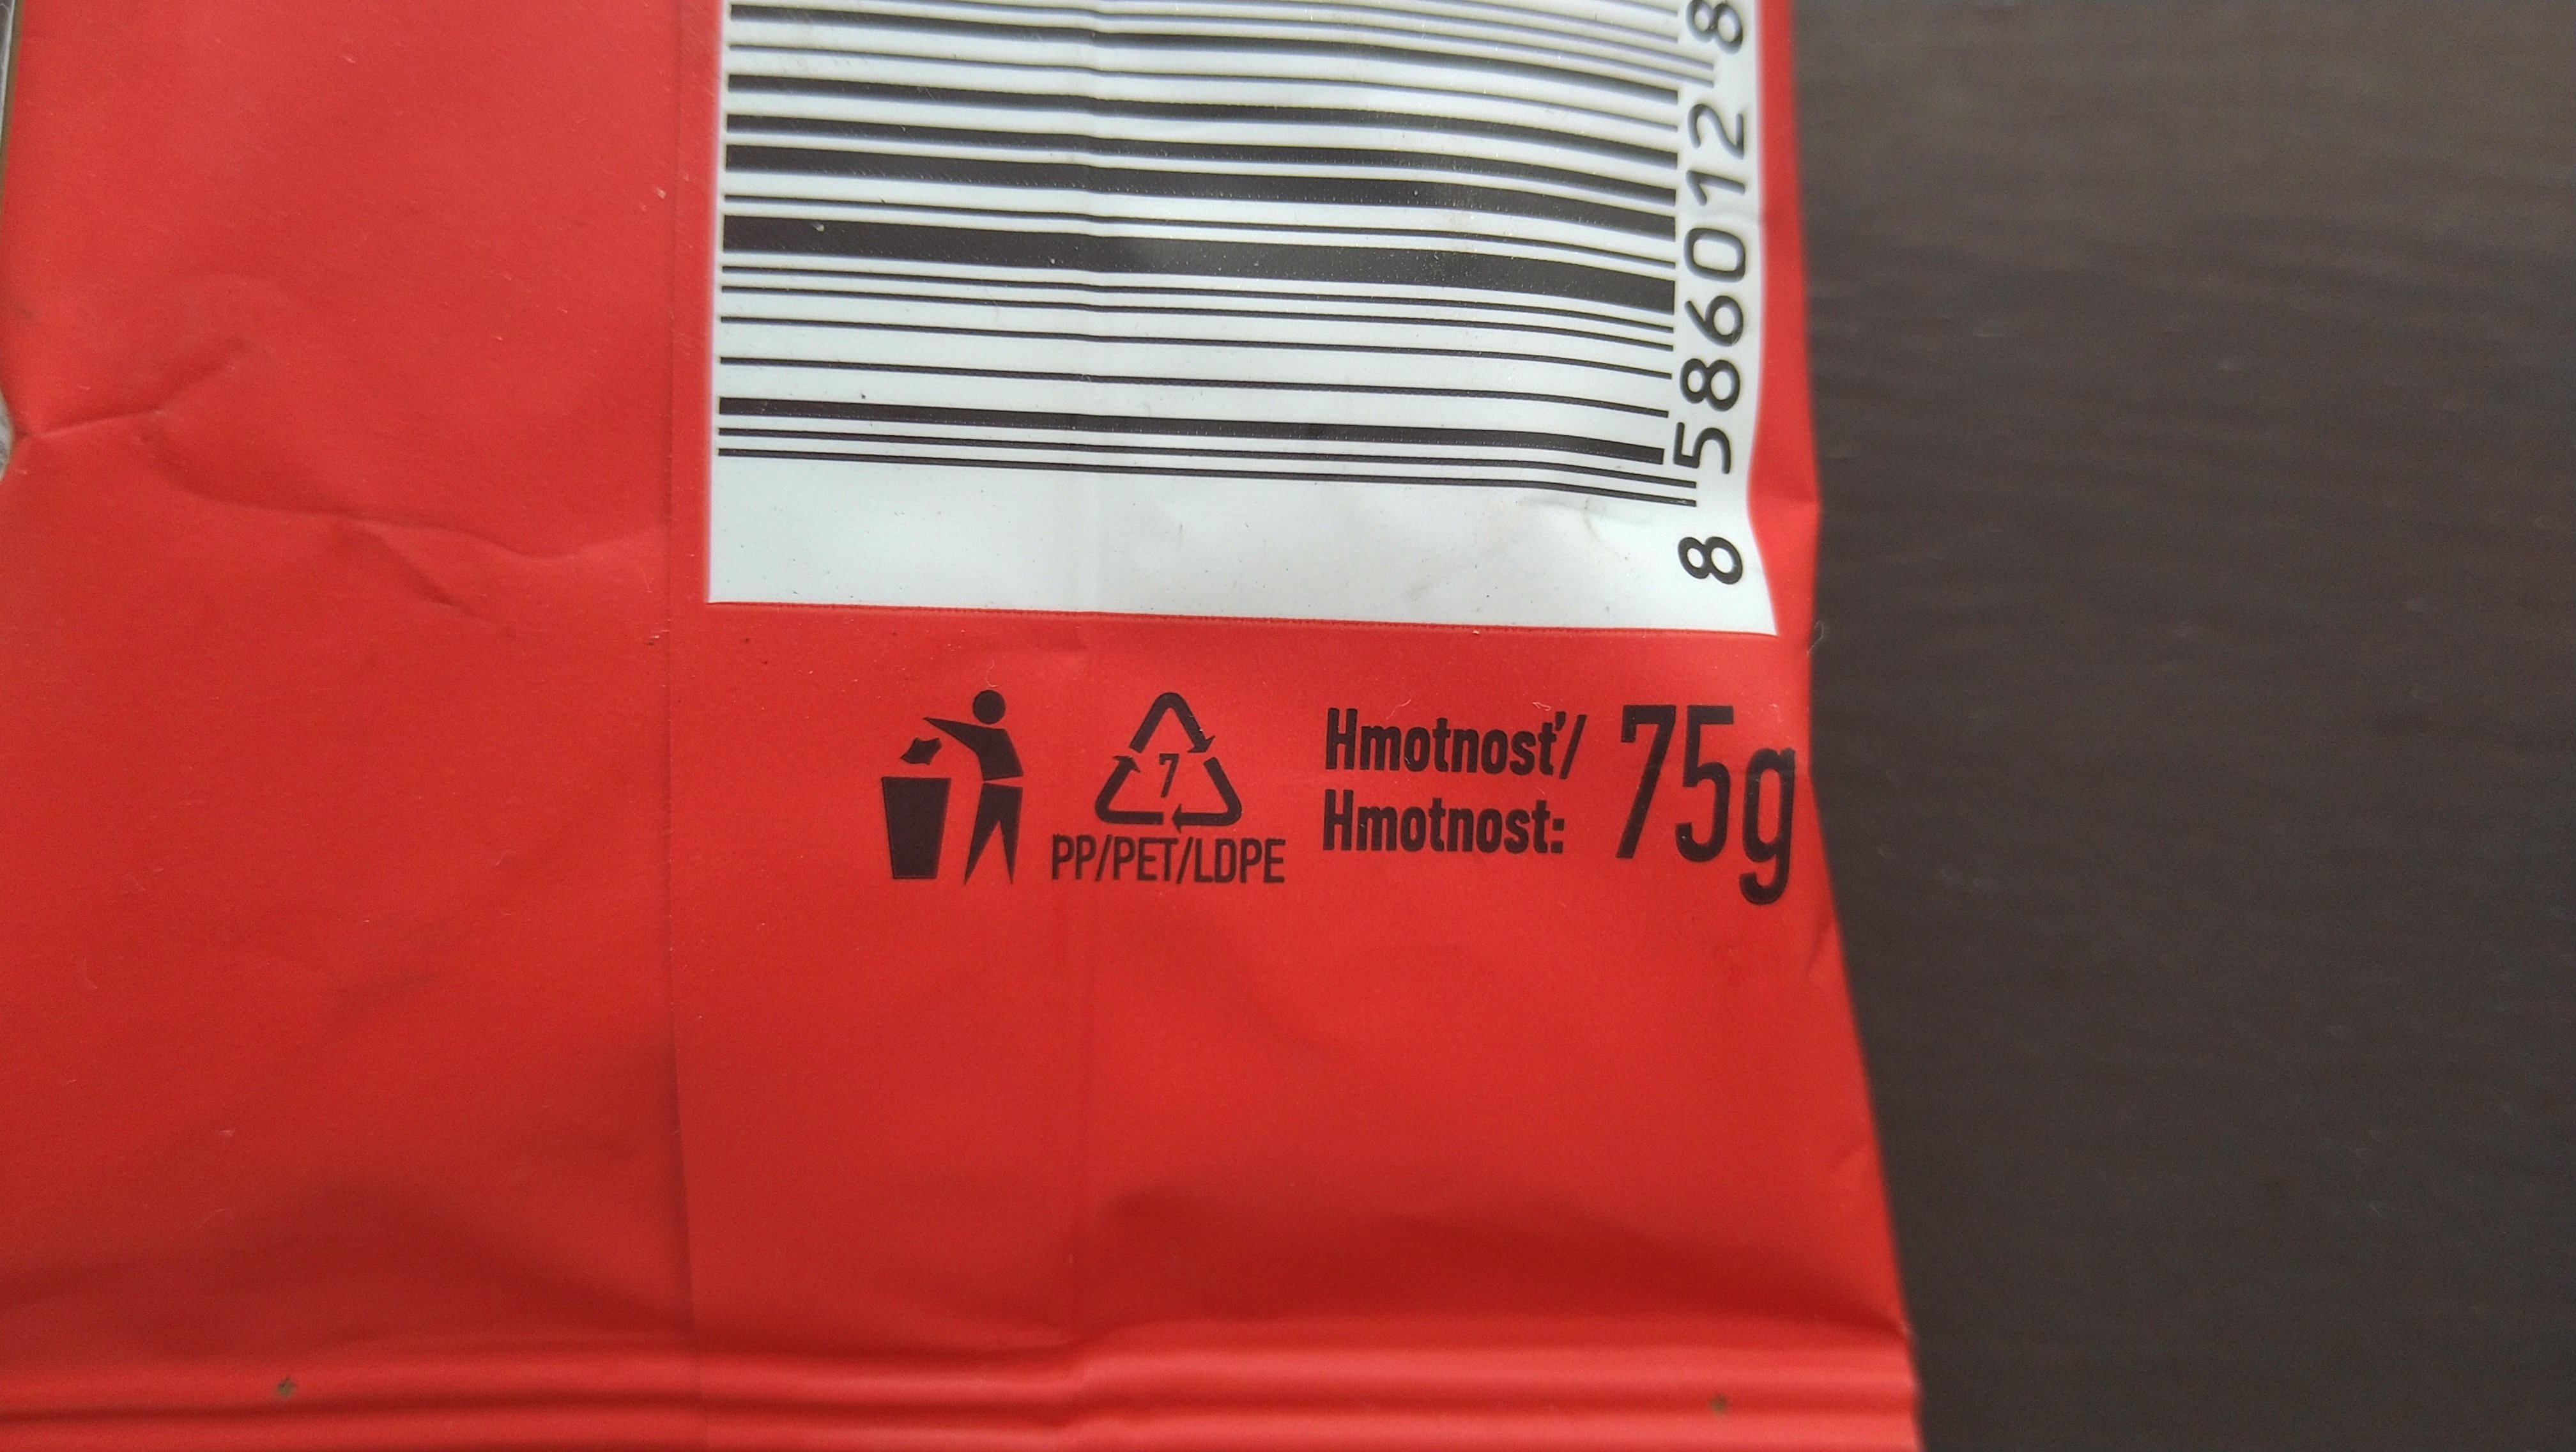 8 586012 8
7
PP/PET/LDPE
Hmotnosť/
Hmotnost:
75g